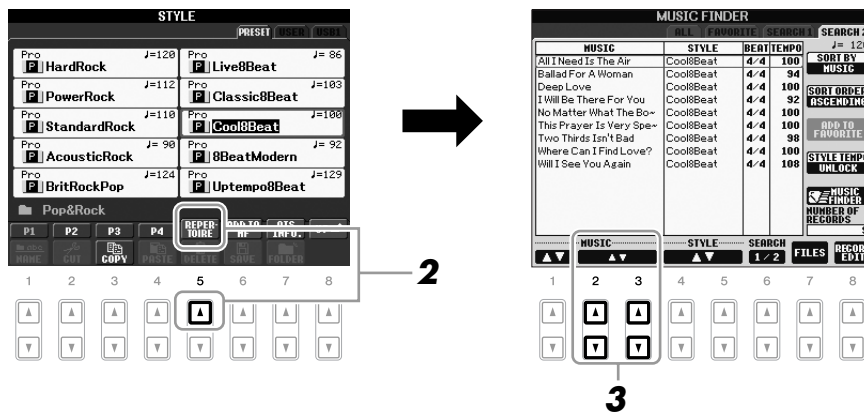 STYLE
PRESET USER USB1
Pro ♩=120 Pro ♩= 86
P HardRock P Live8Beat
Pro ♩=112 Pro ♩=103
P PowerRock P Classic8Beat
Pro ♩=110 Pro ♩=100
P StandardRock P Cool8Beat
Pro ♩= 90 Pro ♩= 92
P AcousticRock P 8BeatModern
Pro ♩=124 Pro ♩=129
P BritRockPop P Uptempo8Beat
Pop&Rock
P1 P2 P3 P4 REPER-TOIRE ADD TO MF OTS INFO.
NAME CUT COPY PASTE DELETE SAVE FOLDER
1 2 3 4 5 6 7 8
2
MUSIC FINDER
ALL FAVORITE SEARCH 1 SEARCH 2
MUSIC STYLE BEAT TEMPO
All I Need Is The Air Cool8Beat 4/4 100
Ballad For A Woman Cool8Beat 4/4 94
Deep Love Cool8Beat 4/4 100
I Will Be There For You Cool8Beat 4/4 92
No Matter What The Bo~ Cool8Beat 4/4 100
This Prayer Is Very Spe~ Cool8Beat 4/4 100
Two Thirds Isn't Bad Cool8Beat 4/4 98
Where Can I Find Love? Cool8Beat 4/4 100
Will I See You Again Cool8Beat 4/4 108
♩= 120
SORT BY
MUSIC
SORT ORDER
ASCENDING
ADD TO
FAVORITE
STYLE TEMPO
UNLOCK
MUSIC
FINDER
NUMBER OF
RECORDS
MUSIC STYLE SEARCH
1/2 FILES RECORD
EDIT
1 2 3 4 5 6 7 8
3